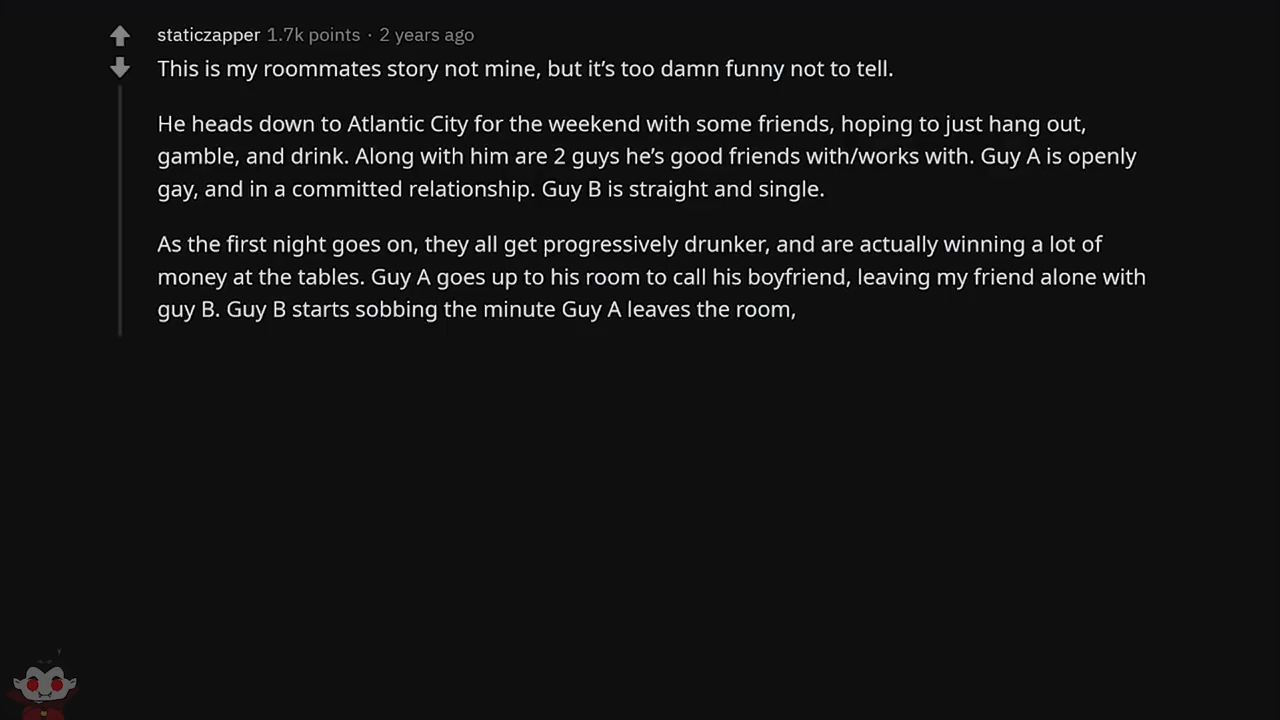 staticzapper 1.7k points · 2 years ago
This is my roommates story not mine, but it’s too damn funny not to tell.
He heads down to Atlantic City for the weekend with some friends, hoping to just hang out,
gamble, and drink. Along with him are 2 guys he’s good friends with/works with. Guy A is openly
gay, and in a committed relationship. Guy B is straight and single.
As the first night goes on, they all get progressively drunker, and are actually winning a lot of
money at the tables. Guy A goes up to his room to call his boyfriend, leaving my friend alone with
guy B. Guy B starts sobbing the minute Guy A leaves the room,